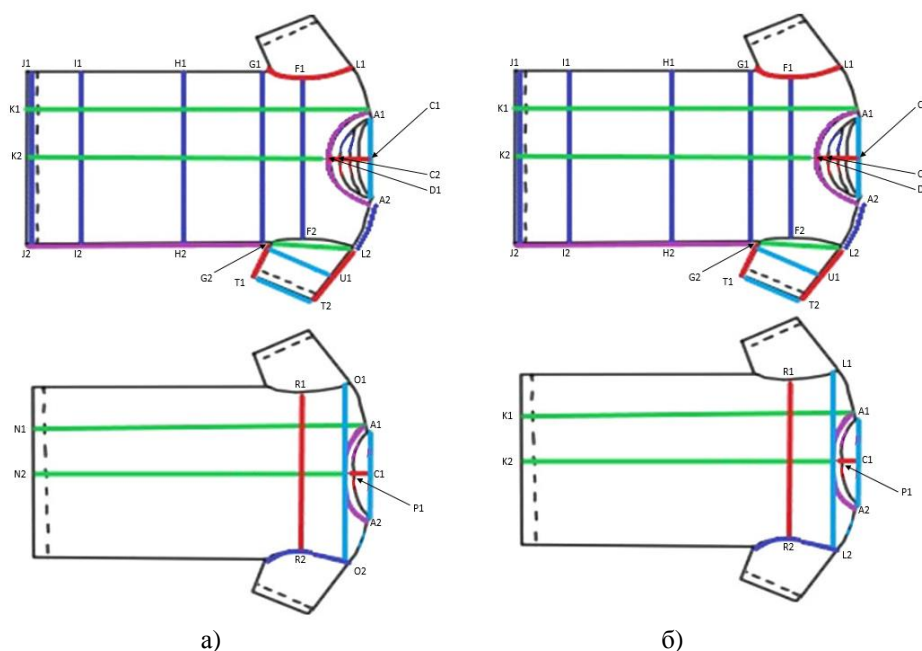 J1 I1 H1 G1 F1 L1
K1
A1
C1
K2
C2
D1
A2
F2
J2 I2 H2 L2
G2 U1
T1
T2
J1 I1 H1 G1 F1 L1
K1
A1
C
K2
C
D
A2
F2
J2 I2 H2 L2
G2 U1
T1
T2
R1 O1
N1 A1
N2 C1
P1
A2
R2 O2
R1 L1
K1 A1
K2 C1
P1
A2
R2 L2
а) б)